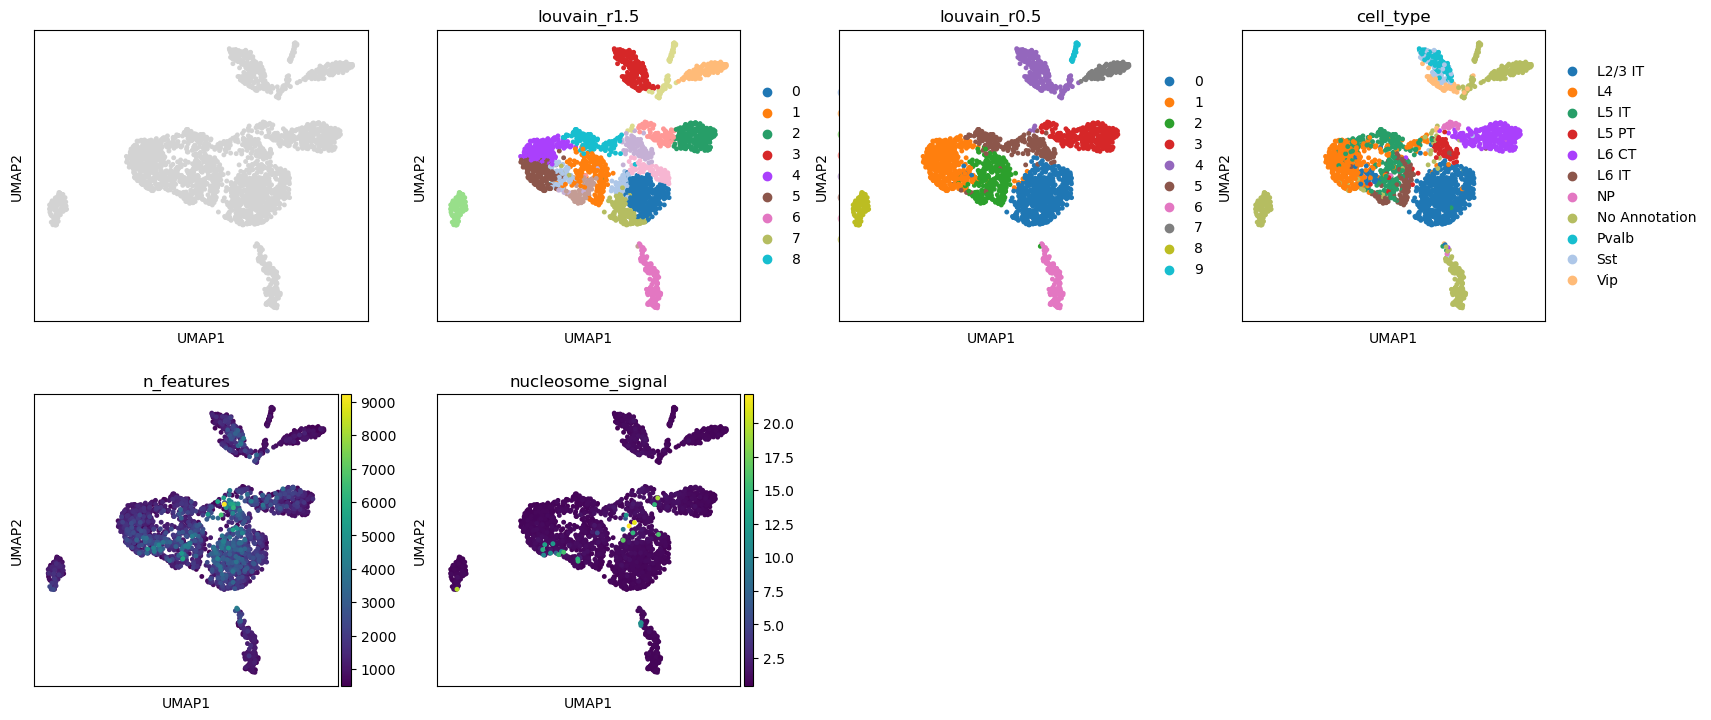 UMAP2
UMAP1
louvain_r1.5
UMAP2
UMAP1
0
1
2
3
4
5
6
7
8
louvain_r0.5
UMAP2
UMAP1
0
1
2
3
4
5
6
7
8
9
cell_type
UMAP2
UMAP1
L2/3 IT
L4
L5 IT
L5 PT
L6 CT
L6 IT
NP
No Annotation
Pvalb
Sst
Vip
n_features
UMAP2
UMAP1
9000
8000
7000
6000
5000
4000
3000
2000
1000
nucleosome_signal
UMAP2
UMAP1
20.0
17.5
15.0
12.5
10.0
7.5
5.0
2.5